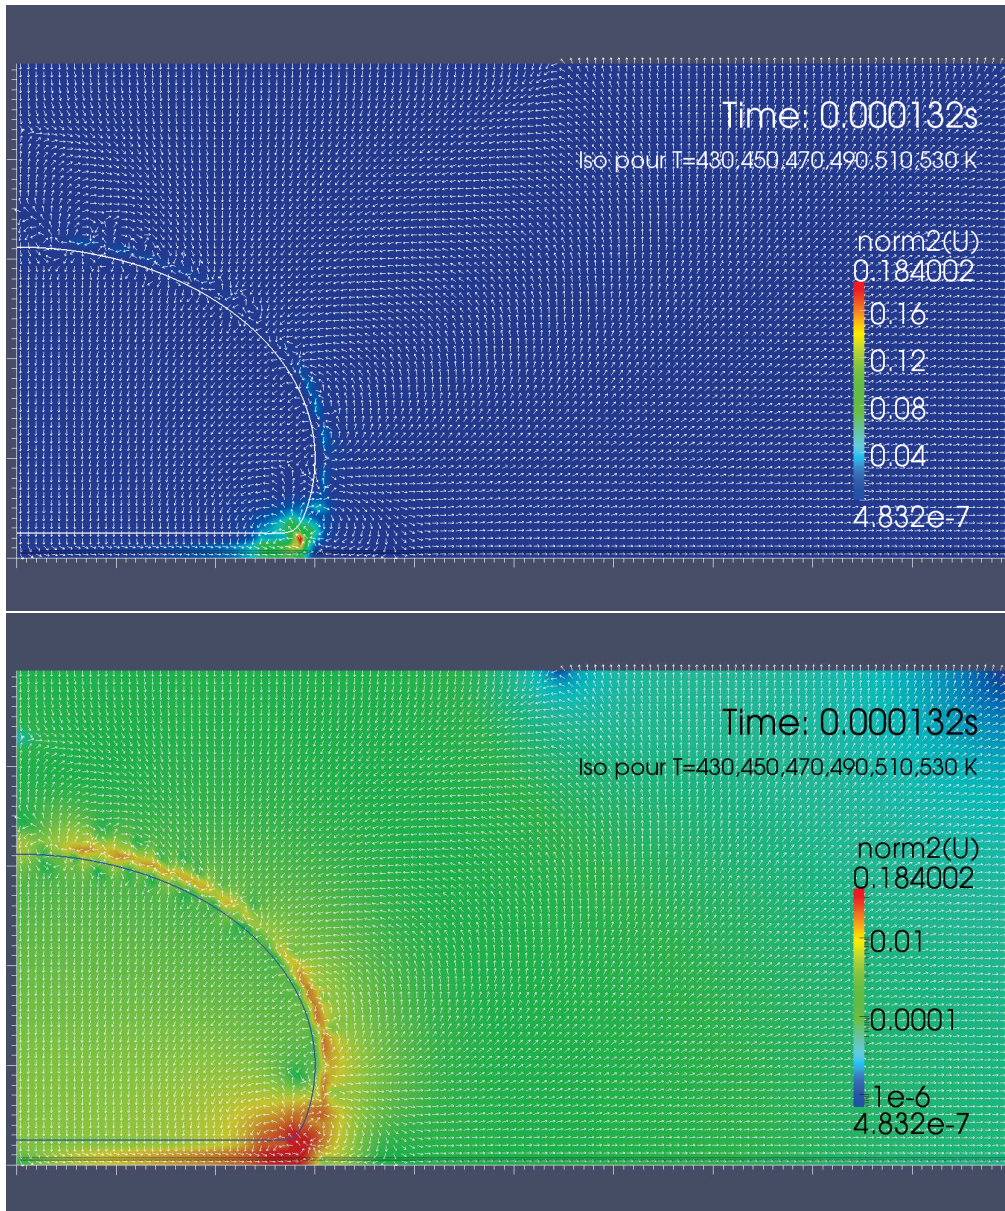 Time: 0.000132s
Iso pour T=430,450,470,490,510,530 K
norm2(U)
0.184002
0.16
0.12
0.08
0.04
4.832e-7
Time: 0.000132s
Iso pour T=430,450,470,490,510,530 K
norm2(U)
0.184002
0.01
0.0001
1e-6
4.832e-7